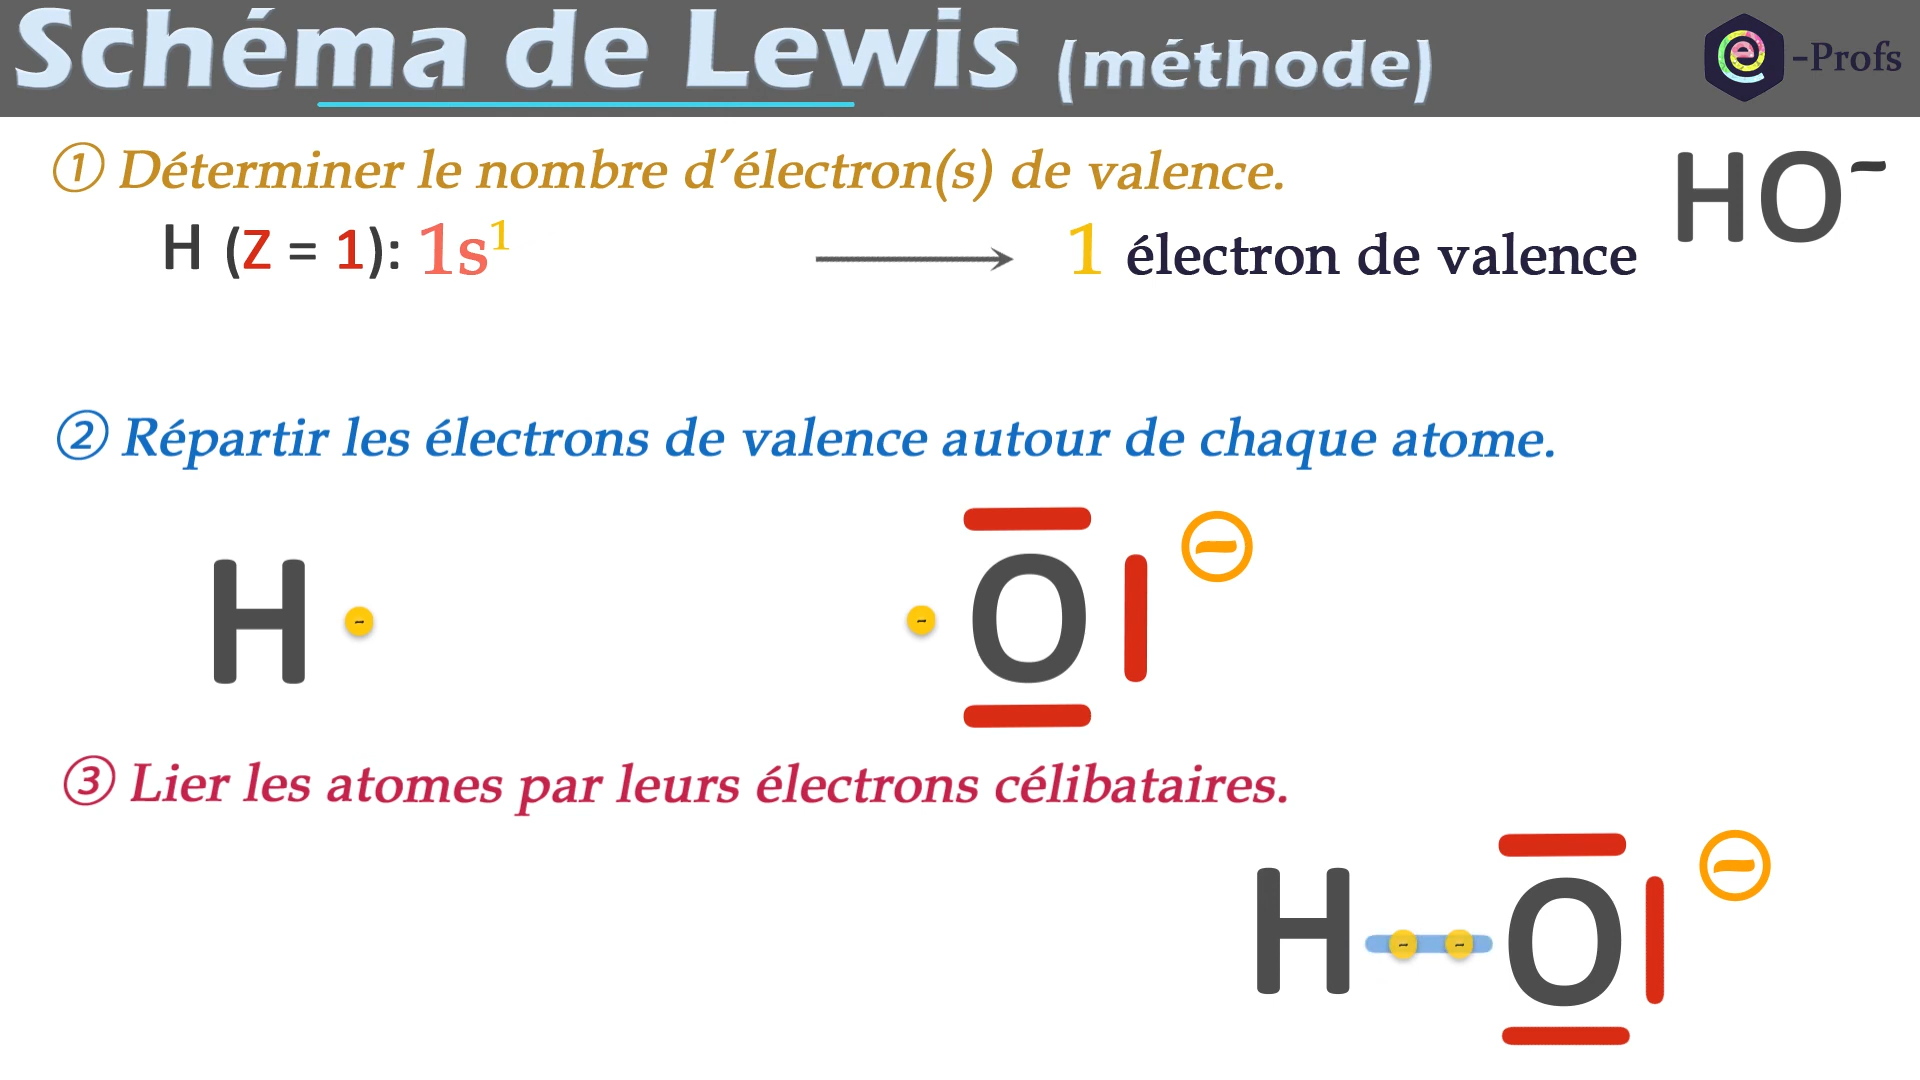 Schéma de Lewis (méthode)
e-Profs
① Déterminer le nombre d’électron(s) de valence.
HO⁻
H (Z = 1): 1s¹ → 1 électron de valence
② Répartir les électrons de valence autour de chaque atome.
H - - O ⊖
③ Lier les atomes par leurs électrons célibataires.
H - - O ⊖